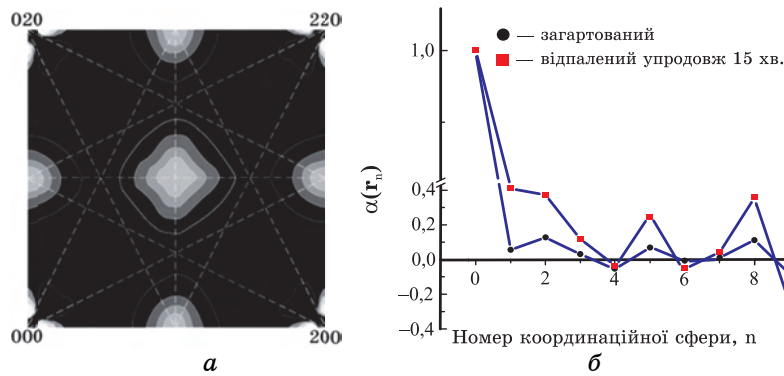 020
220
000
200
а
α(rₙ)
1,0
0,4
0,2
0,0
−0,2
−0,4
0
2
4
6
8
— загартований
— відпалений упродовж 15 хв.
Номер координаційної сфери, n
б